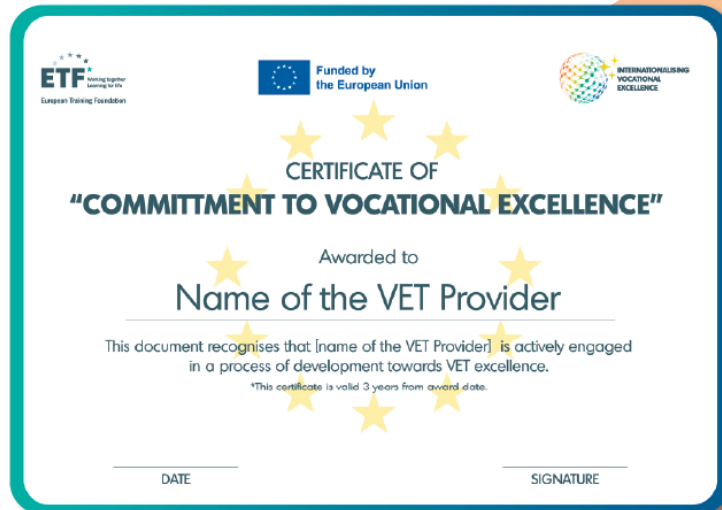 ETF
Working together
Learning for life
European Training Foundation
Funded by
the European Union
INTERNATIONALISING
VOCATIONAL
EXCELLENCE
CERTIFICATE OF
“COMMITTMENT TO VOCATIONAL EXCELLENCE”
Awarded to
Name of the VET Provider
This document recognises that [name of the VET Provider] is actively engaged
in a process of development towards VET excellence.
*This certificate is valid 3 years from award date.
DATE
SIGNATURE